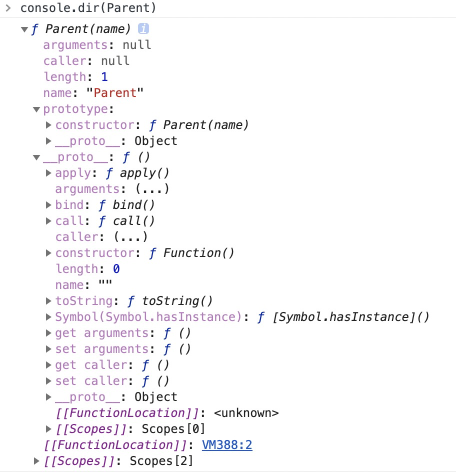 > console.dir(Parent)
▼ƒ Parent(name) i
arguments: null
caller: null
length: 1
name: "Parent"
▼prototype:
▶constructor: ƒ Parent(name)
▶__proto__: Object
▼__proto__: ƒ ()
▶apply: ƒ apply()
arguments: (...)
▶bind: ƒ bind()
▶call: ƒ call()
caller: (...)
▶constructor: ƒ Function()
length: 0
name: ""
▶toString: ƒ toString()
▶Symbol(Symbol.hasInstance): ƒ [Symbol.hasInstance]()
▶get arguments: ƒ ()
▶set arguments: ƒ ()
▶get caller: ƒ ()
▶set caller: ƒ ()
▶__proto__: Object
[[FunctionLocation]]: <unknown>
▶[[Scopes]]: Scopes[0]
[[FunctionLocation]]: VM388:2
▶[[Scopes]]: Scopes[2]